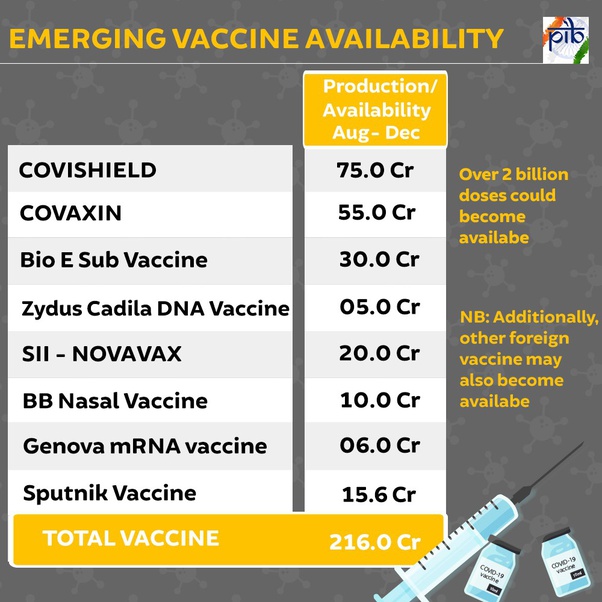 EMERGING VACCINE AVAILABILITY
pib
Production/
Availability
Aug- Dec
COVISHIELD 75.0 Cr
COVAXIN 55.0 Cr
Bio E Sub Vaccine 30.0 Cr
Zydus Cadila DNA Vaccine 05.0 Cr
SII - NOVAVAX 20.0 Cr
BB Nasal Vaccine 10.0 Cr
Genova mRNA vaccine 06.0 Cr
Sputnik Vaccine 15.6 Cr
TOTAL VACCINE 216.0 Cr
Over 2 billion
doses could
become
availabe
NB: Additionally,
other foreign
vaccine may
also become
availabe
COVID-19
vaccine
COVID-19
vaccine